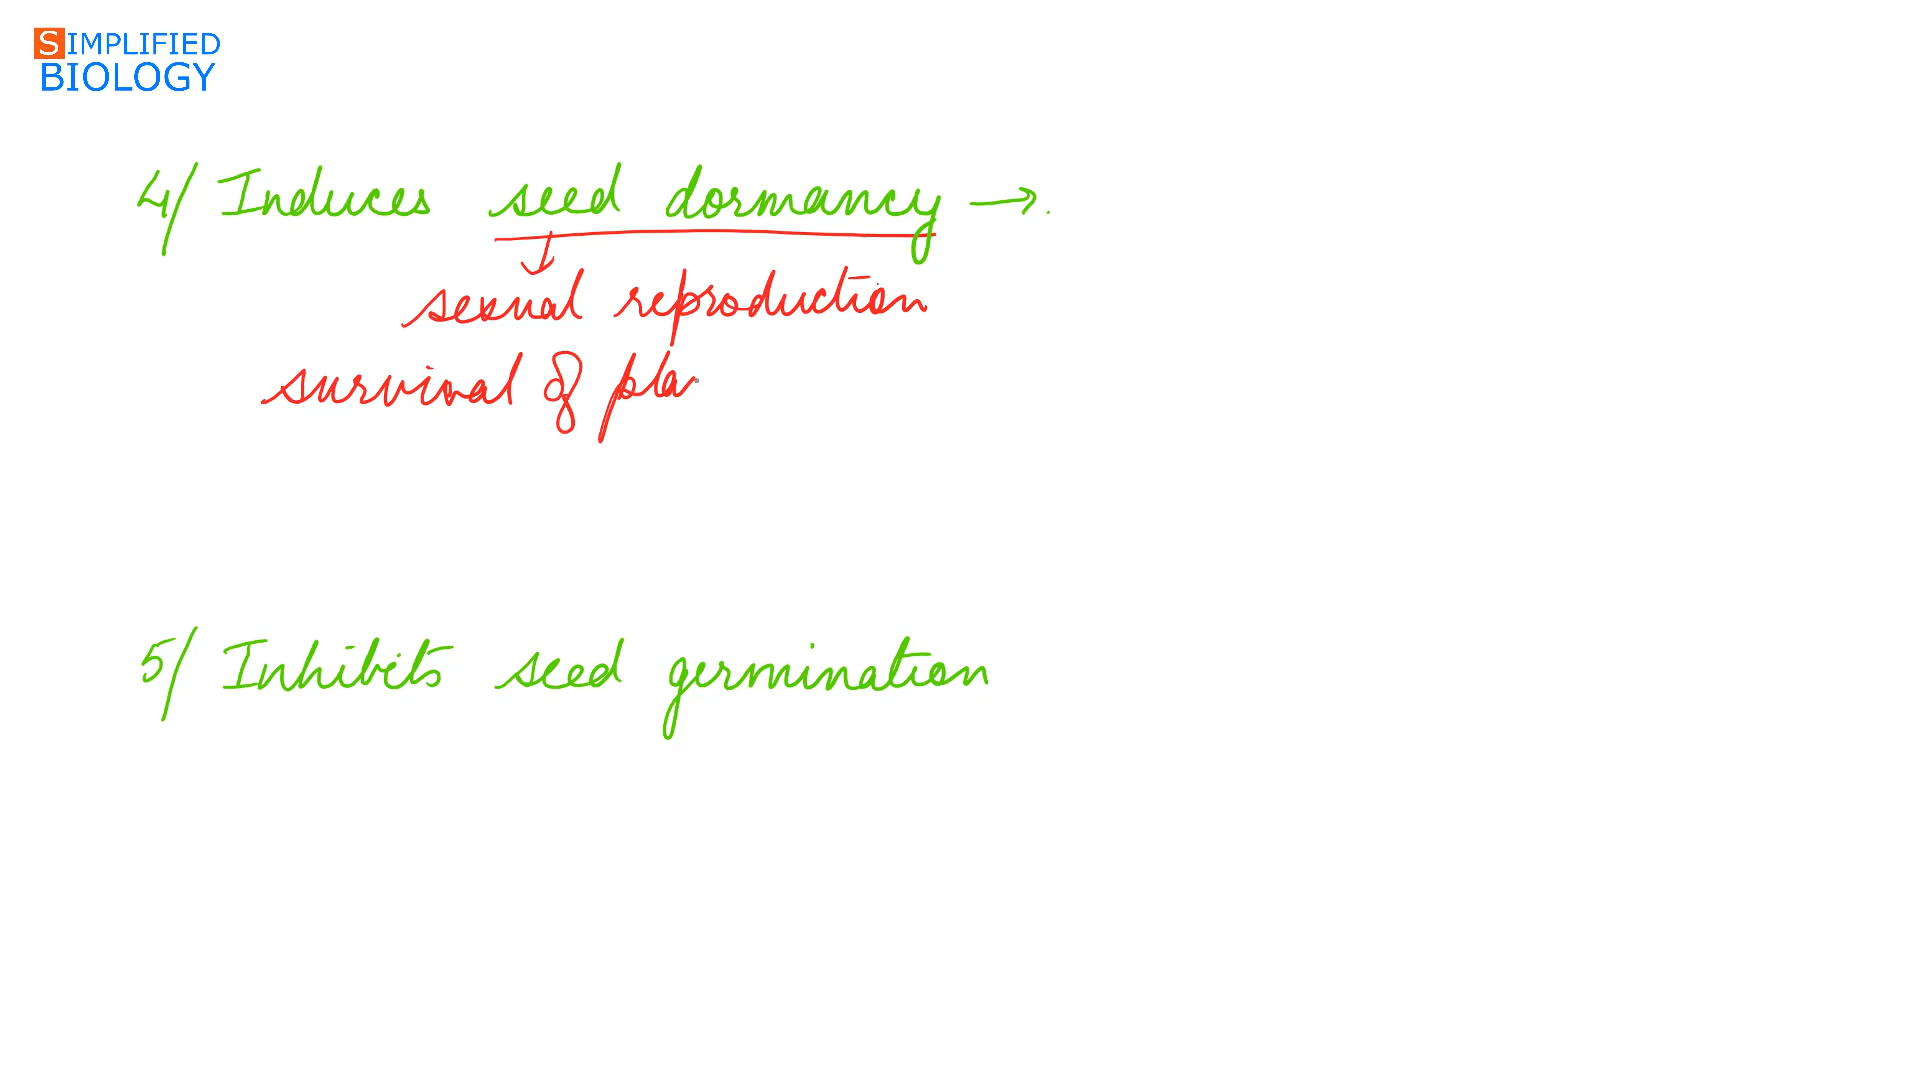 SIMPLIFIED
BIOLOGY
4/ Induces seed dormancy →
sexual reproduction
survival of pla
5/ Inhibits seed germination